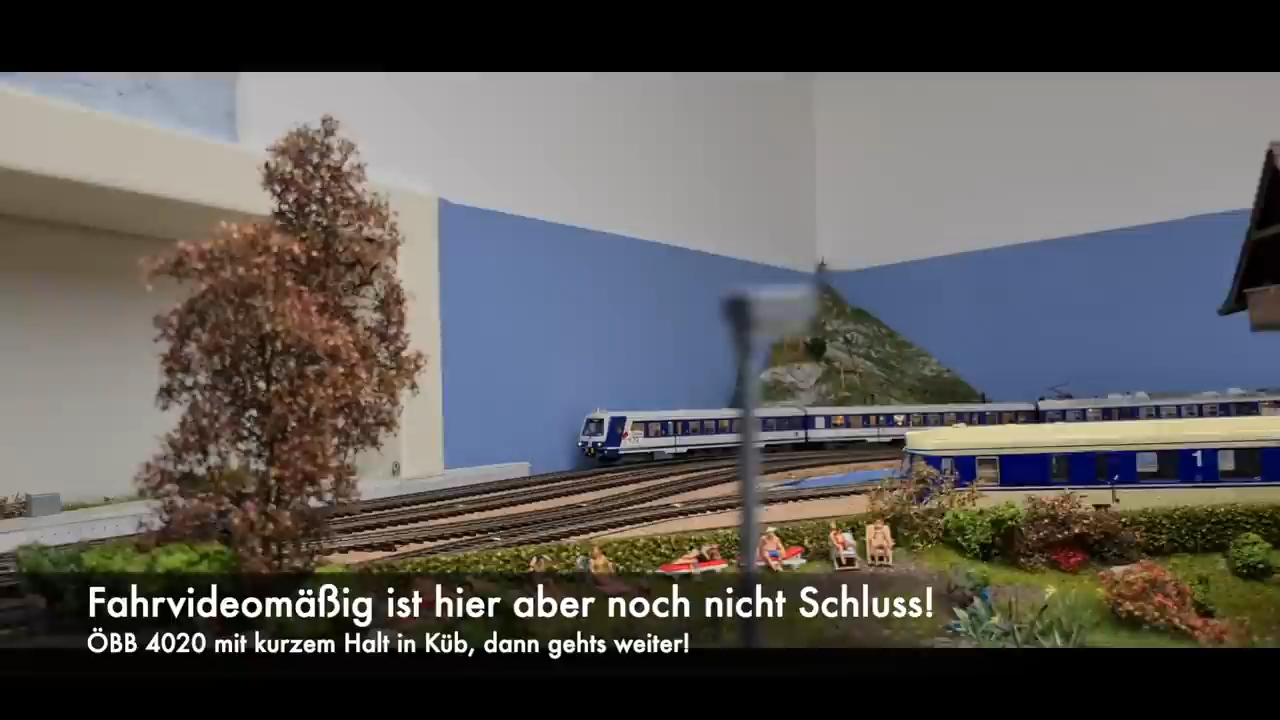 1
Fahrvideomäßig ist hier aber noch nicht Schluss!
ÖBB 4020 mit kurzem Halt in Küb, dann gehts weiter!